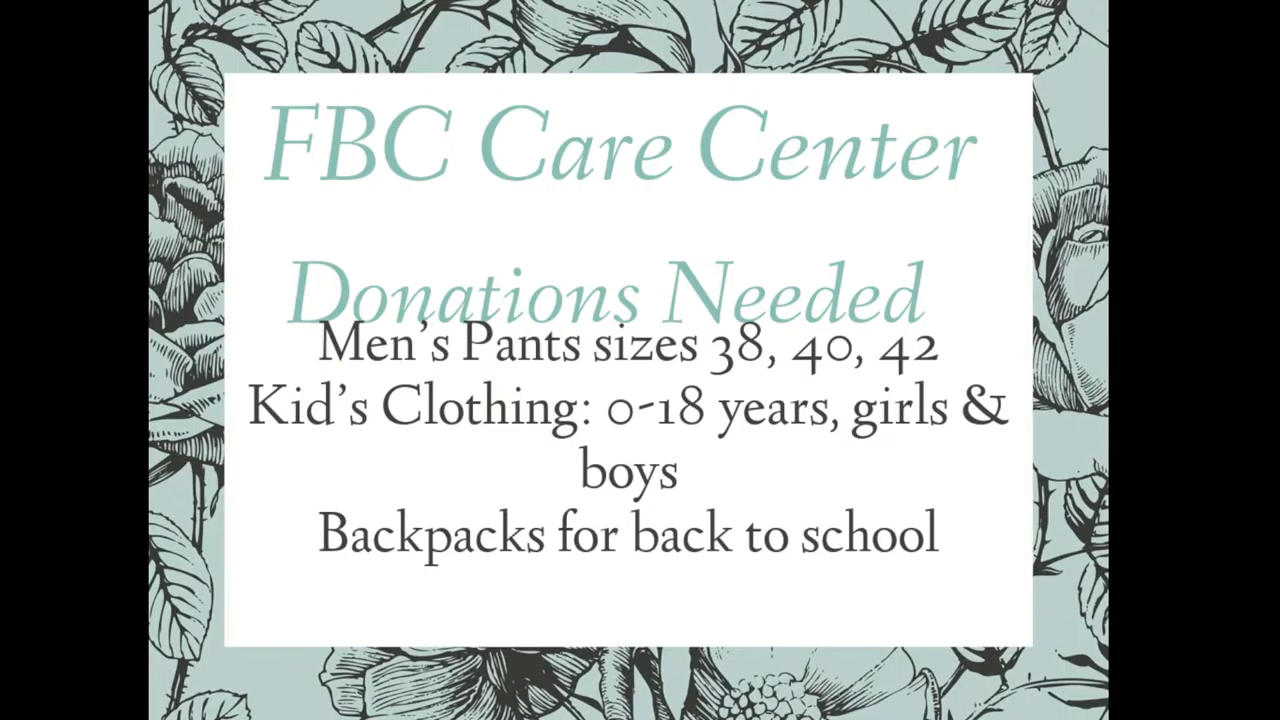 FBC Care Center
Donations Needed
Men's Pants sizes 38, 40, 42
Kid's Clothing: 0-18 years, girls &
boys
Backpacks for back to school